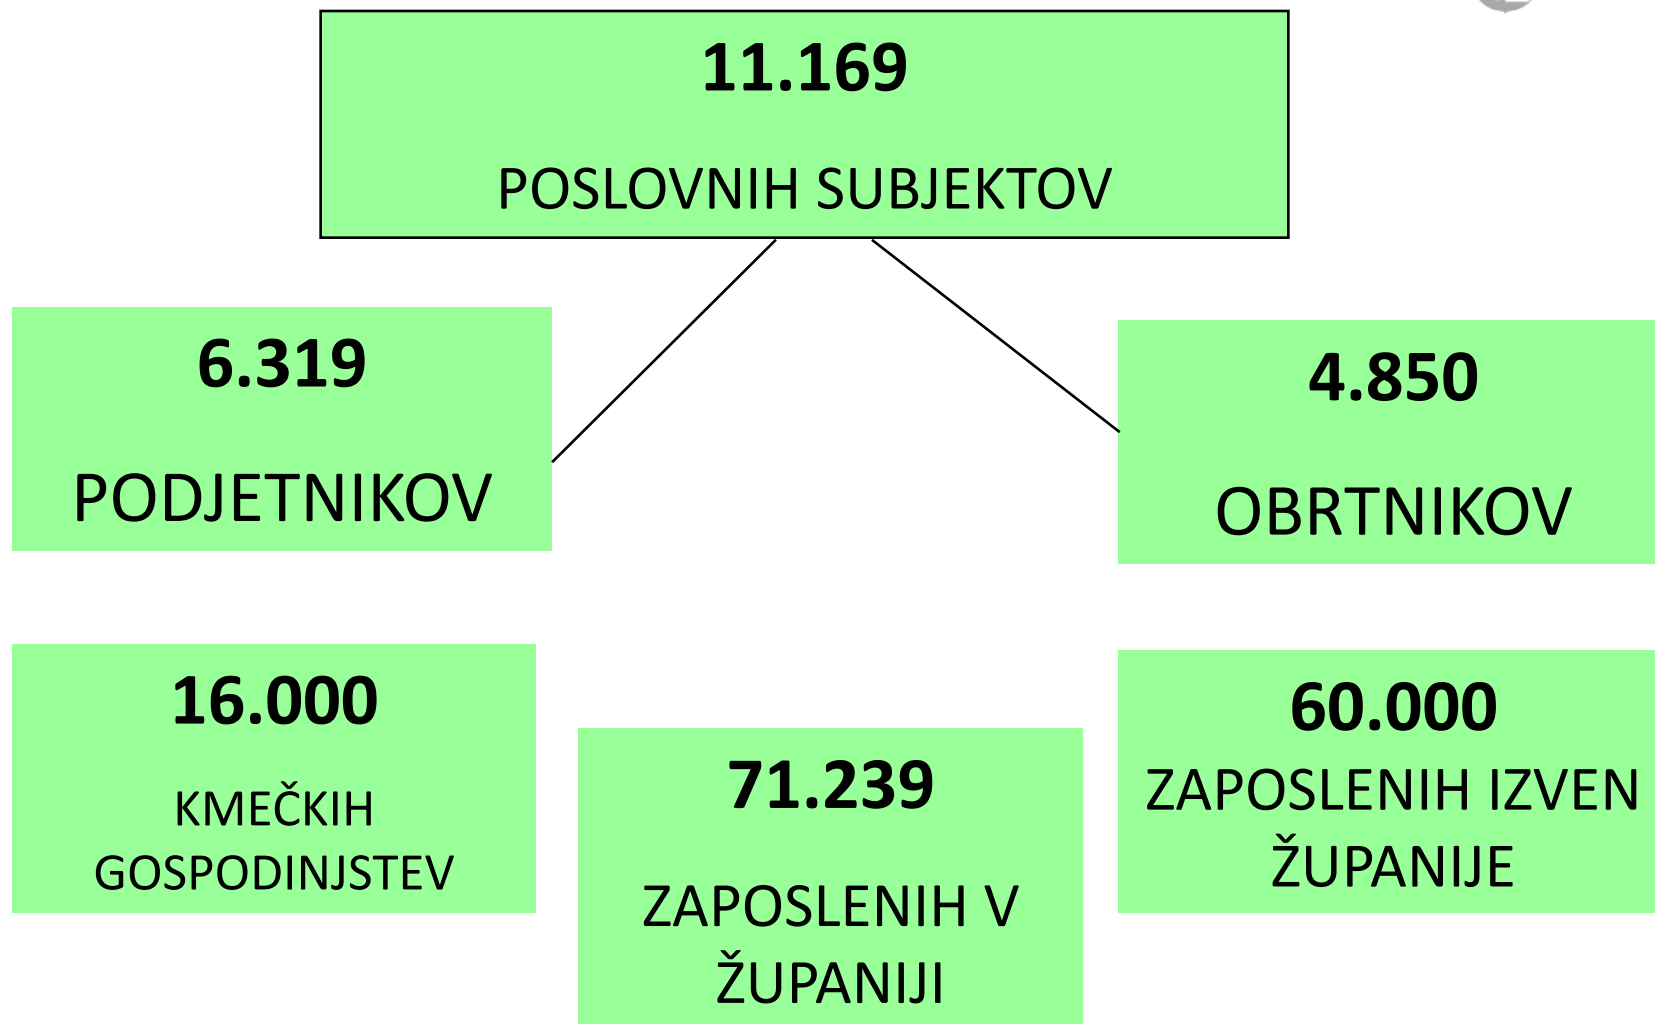 11.169
POSLOVNIH SUBJEKTOV
6.319
PODJETNIKOV
4.850
OBRTNIKOV
16.000
KMEČKIH
GOSPODINJSTEV
71.239
ZAPOSLENIH V
ŽUPANIJI
60.000
ZAPOSLENIH IZVEN
ŽUPANIJE